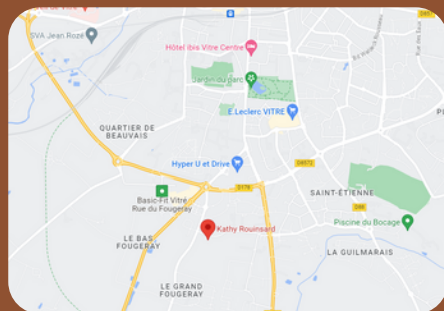 D857
SVA Jean Rozé
Hôtel ibis Vitre Centre
Jardin du parc
E.Leclerc VITRE
QUARTIER DE
BEAUVAIS
Hyper U et Drive
D8572
D178
SAINT-ÉTIENNE
Basic-Fit Vitré
Rue du Fougeray
D88
Piscine du Bocage
Kathy Rouinsard
LE BAS
FOUGERAY
LA GUILMARAIS
LE GRAND
FOUGERAY